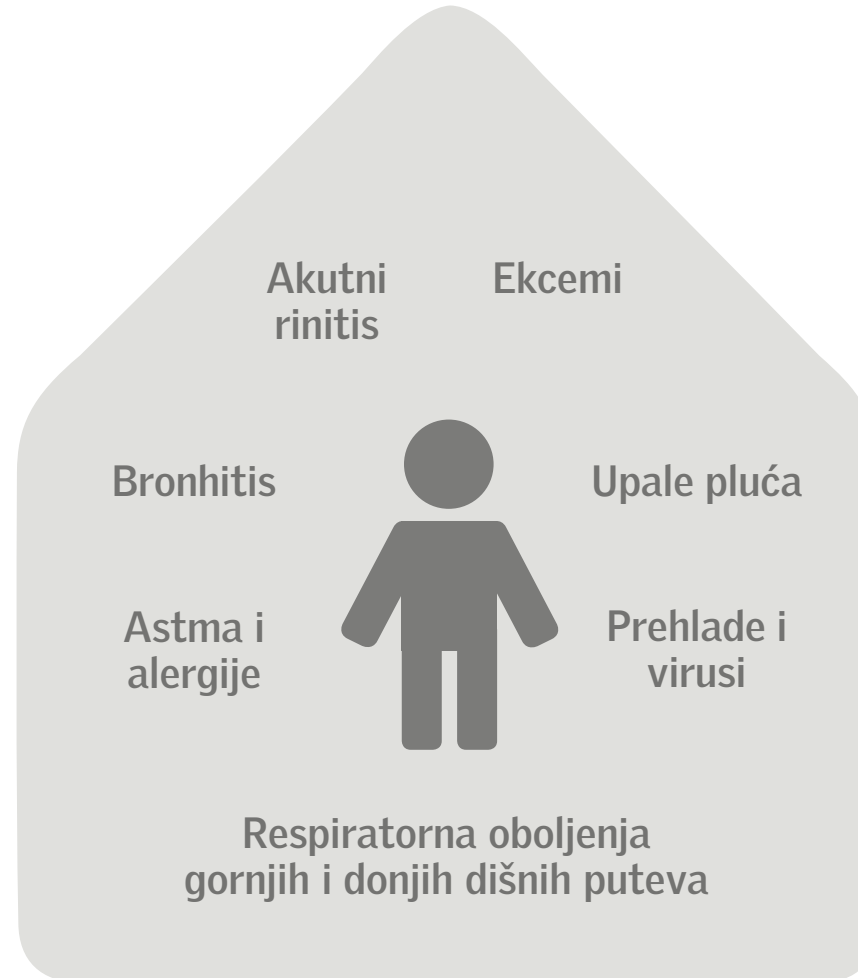 Akutni
rinitis
Ekcemi
Bronhitis
Upale pluća
Astma i
alergije
Prehlade i
virusi
Respiratorna oboljenja
gornjih i donjih dišnih puteva